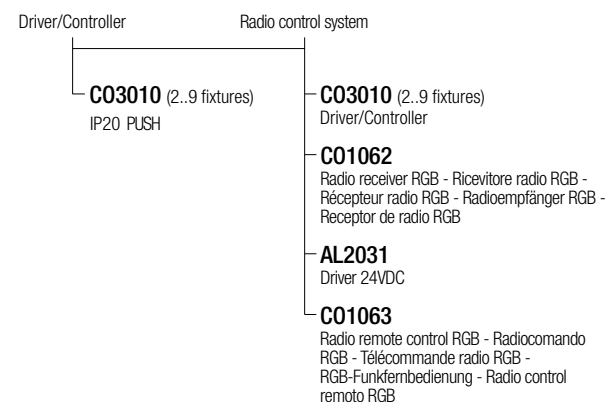 Driver/Controller
Radio control system
CO3010 (2..9 fixtures)
IP20 PUSH
CO3010 (2..9 fixtures)
Driver/Controller
CO1062
Radio receiver RGB - Ricevitore radio RGB -
Récepteur radio RGB - Radioempfänger RGB -
Receptor de radio RGB
AL2031
Driver 24VDC
CO1063
Radio remote control RGB - Radiocomando
RGB - Télécommande radio RGB -
RGB-Funkfernbedienung - Radio control
remoto RGB